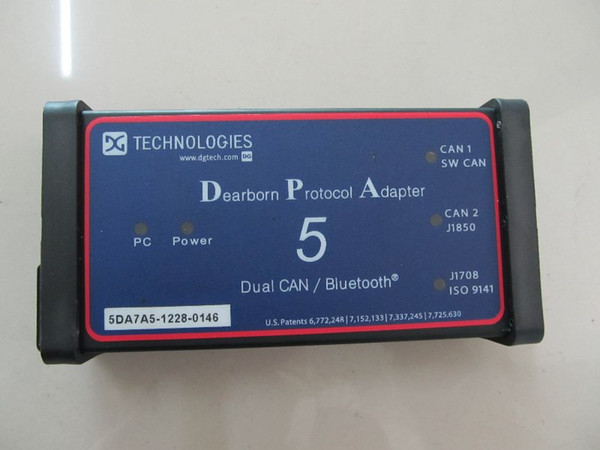 DG TECHNOLOGIES
www.dgtech.com DG
Dearborn Protocol Adapter
5
Dual CAN / Bluetooth®
PC
Power
CAN 1
SW CAN
CAN 2
J1850
J1708
ISO 9141
5DA7A5-1228-0146
U.S. Patents 6,772,24R|7,152,133|7,337,245|7,725,630